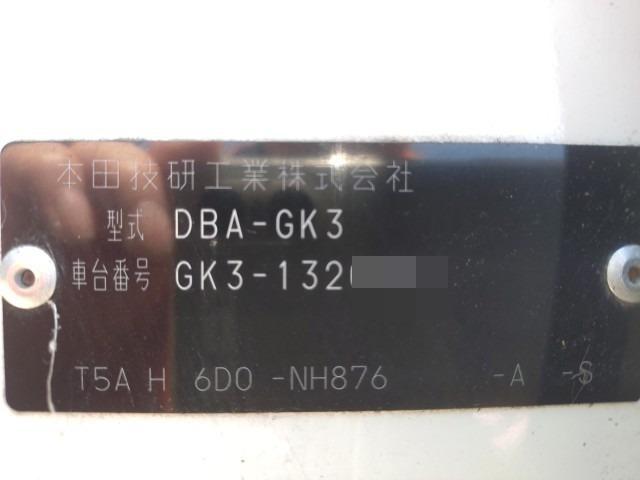 本田技研工業株式会社
型式 DBA-GK3
車台番号 GK3-132
T5A H 6D0 -NH876 -A -S